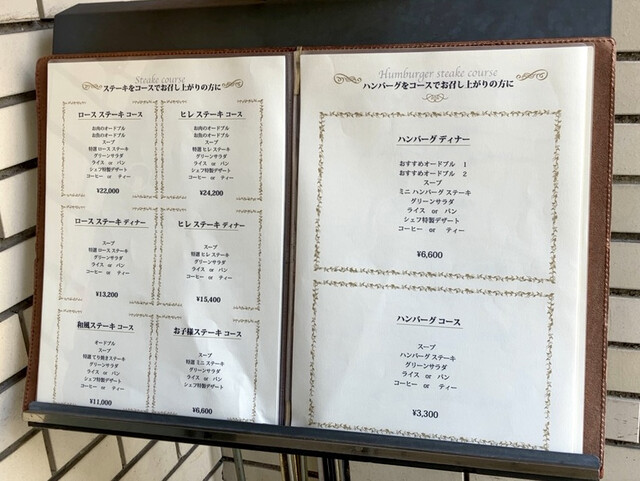 Steake course
ステーキをコースでお召し上がりの方に
ロース ステーキ コース
お肉のオードブル
お魚のオードブル
スープ
特選 ロース ステーキ
グリーンサラダ
ライス or パン
シェフ特製デザート
コーヒー or ティー
¥22,000
ヒレ ステーキ コース
お肉のオードブル
お魚のオードブル
スープ
特選 ヒレ ステーキ
グリーンサラダ
ライス or パン
シェフ特製デザート
コーヒー or ティー
¥24,200
ロース ステーキ ディナー
スープ
特選 ロース ステーキ
グリーンサラダ
ライス or パン
コーヒー or ティー
¥13,200
ヒレ ステーキ ディナー
スープ
特選 ヒレ ステーキ
グリーンサラダ
ライス or パン
コーヒー or ティー
¥15,400
和風ステーキ コース
オードブル
スープ
特選 てり焼き ステーキ
グリーンサラダ
ライス or パン
シェフ特製デザート
コーヒー or ティー
¥11,000
お子様ステーキ コース
スープ
特選 ミニ ステーキ
グリーンサラダ
ライス or パン
シェフ特製デザート
¥6,600
Humburger steake course
ハンバーグをコースでお召し上がりの方に
ハンバーグ ディナー
おすすめオードブル 1
おすすめオードブル 2
スープ
ミニ ハンバーグ ステーキ
グリーンサラダ
ライス or パン
シェフ特製デザート
コーヒー or ティー
¥6,600
ハンバーグ コース
スープ
ハンバーグ ステーキ
グリーンサラダ
ライス or パン
コーヒー or ティー
¥3,300